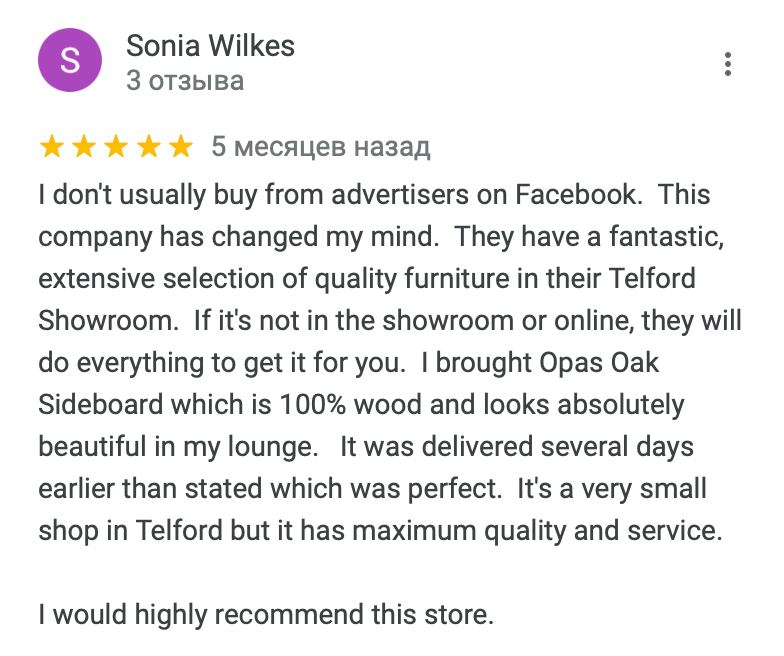 S
Sonia Wilkes
3 отзыва
5 месяцев назад
I don't usually buy from advertisers on Facebook.  This
company has changed my mind.  They have a fantastic,
extensive selection of quality furniture in their Telford
Showroom.  If it's not in the showroom or online, they will
do everything to get it for you.  I brought Opas Oak
Sideboard which is 100% wood and looks absolutely
beautiful in my lounge.   It was delivered several days
earlier than stated which was perfect.  It's a very small
shop in Telford but it has maximum quality and service.
I would highly recommend this store.